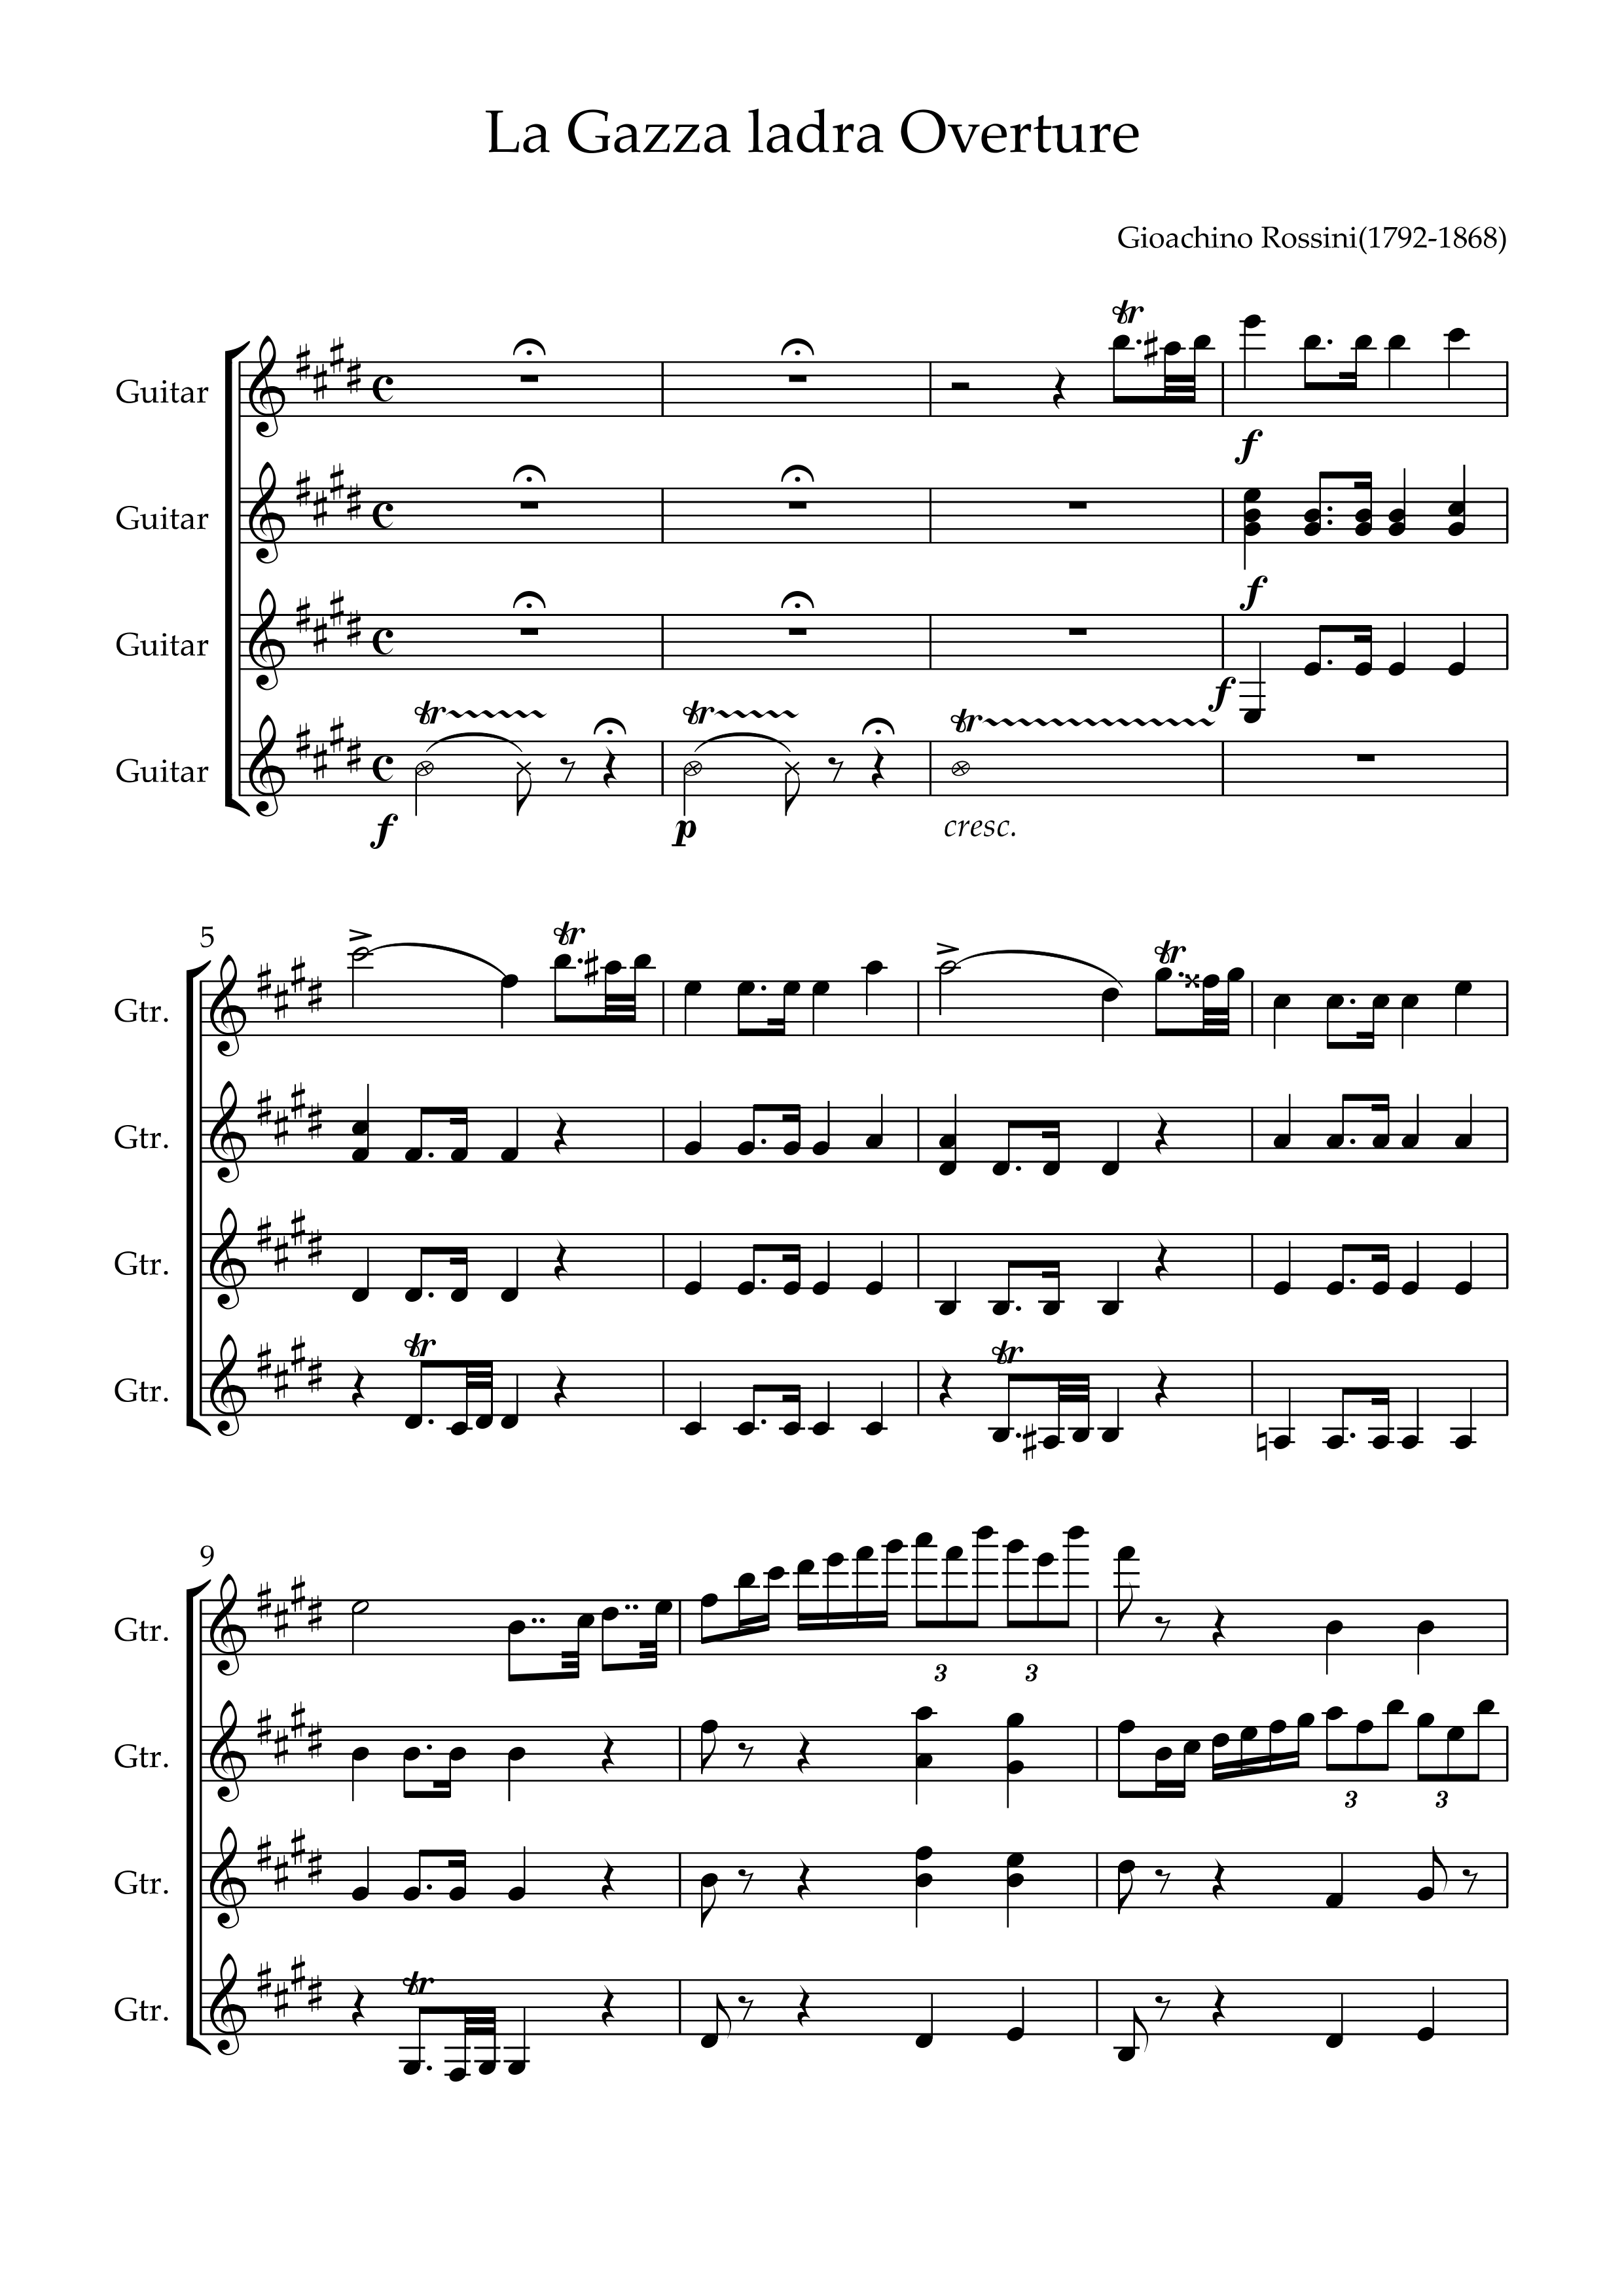 La Gazza ladra Overture
Gioachino Rossini(1792-1868)
tr
Guitar
f
Guitar
f
Guitar
f
tr tr tr
Guitar
f p cresc.
5
tr tr
Gtr.
Gtr.
Gtr.
tr tr
Gtr.
9
Gtr.
3 3
Gtr.
3 3
Gtr.
tr
Gtr.